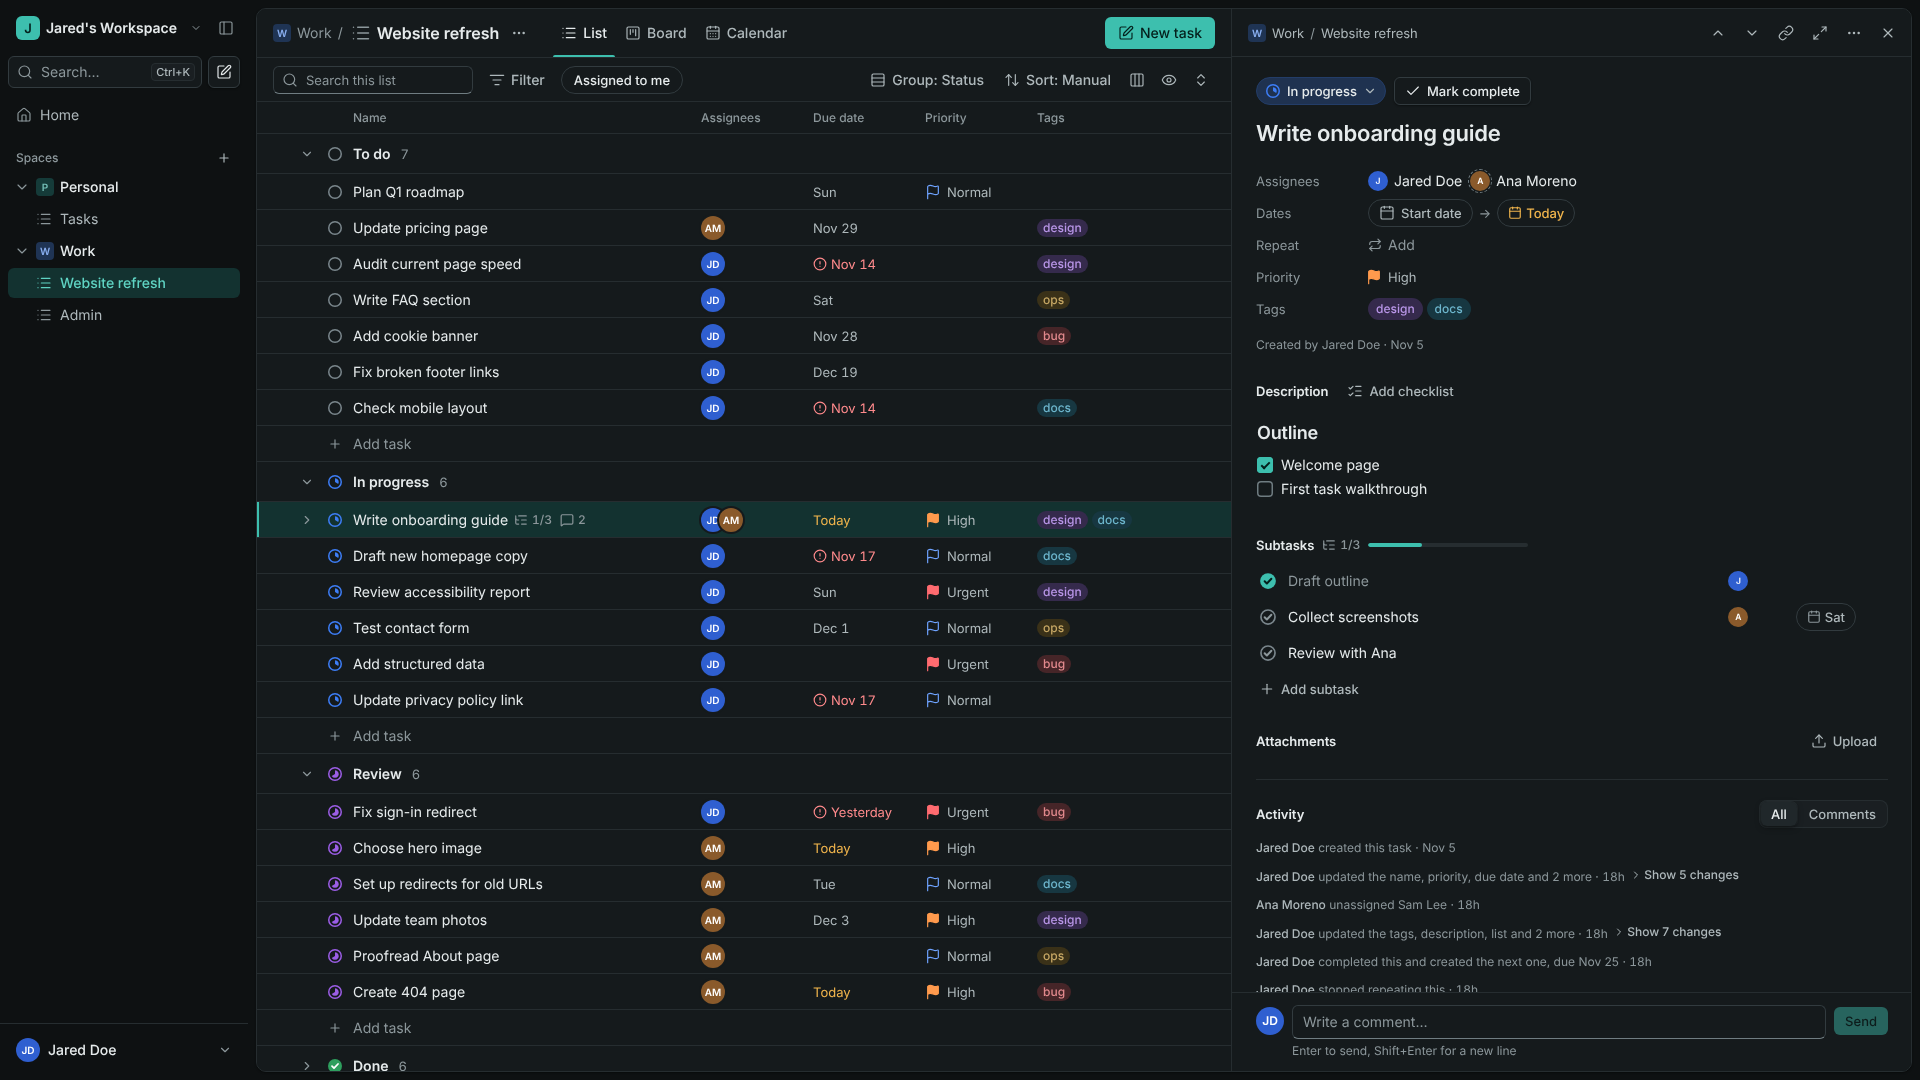 J Jared's Workspace
Search... Ctrl+K
Home
Spaces
P Personal
Tasks
W Work
Website refresh
Admin
JD Jared Doe
W Work / Website refresh
List Board Calendar
New task
Search this list Filter Assigned to me Group: Status Sort: Manual
Name Assignees Due date Priority Tags
To do 7
Plan Q1 roadmap Sun Normal
Update pricing page AM Nov 29 design
Audit current page speed JD Nov 14 design
Write FAQ section JD Sat ops
Add cookie banner JD Nov 28 bug
Fix broken footer links JD Dec 19
Check mobile layout JD Nov 14 docs
Add task
In progress 6
Write onboarding guide 1/3 2 JD AM Today High design docs
Draft new homepage copy JD Nov 17 Normal docs
Review accessibility report JD Sun Urgent design
Test contact form JD Dec 1 Normal ops
Add structured data JD Urgent bug
Update privacy policy link JD Nov 17 Normal
Add task
Review 6
Fix sign-in redirect JD Yesterday Urgent bug
Choose hero image AM Today High
Set up redirects for old URLs AM Tue Normal docs
Update team photos AM Dec 3 High design
Proofread About page AM Normal ops
Create 404 page AM Today High bug
Add task
Done 6
W Work / Website refresh
In progress Mark complete
Write onboarding guide
Assignees J Jared Doe A Ana Moreno
Dates Start date → Today
Repeat Add
Priority High
Tags design docs
Created by Jared Doe · Nov 5
Description Add checklist
Outline
Welcome page
First task walkthrough
Subtasks 1/3
Draft outline J
Collect screenshots A Sat
Review with Ana
Add subtask
Attachments Upload
Activity All Comments
Jared Doe created this task · Nov 5
Jared Doe updated the name, priority, due date and 2 more · 18h Show 5 changes
Ana Moreno unassigned Sam Lee · 18h
Jared Doe updated the tags, description, list and 2 more · 18h Show 7 changes
Jared Doe completed this and created the next one, due Nov 25 · 18h
Jared Doe stopped repeating this · 18h
JD Write a comment... Send
Enter to send, Shift+Enter for a new line